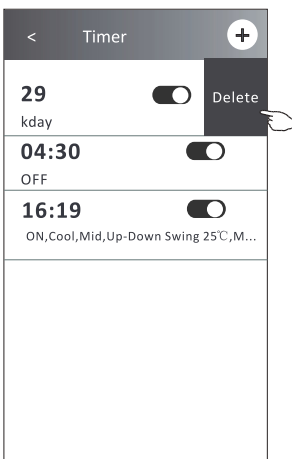 < Timer +
29 Delete
kday
04:30
OFF
16:19
ON,Cool,Mid,Up-Down Swing 25℃,M...